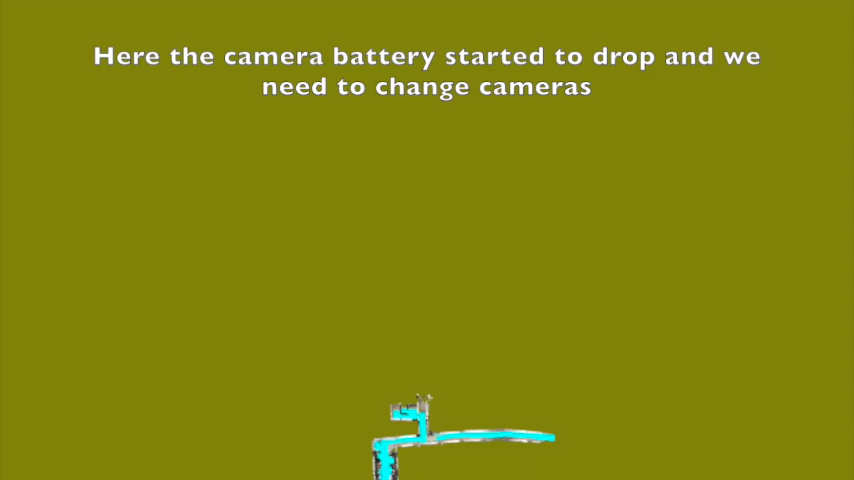 Here the camera battery started to drop and we
need to change cameras